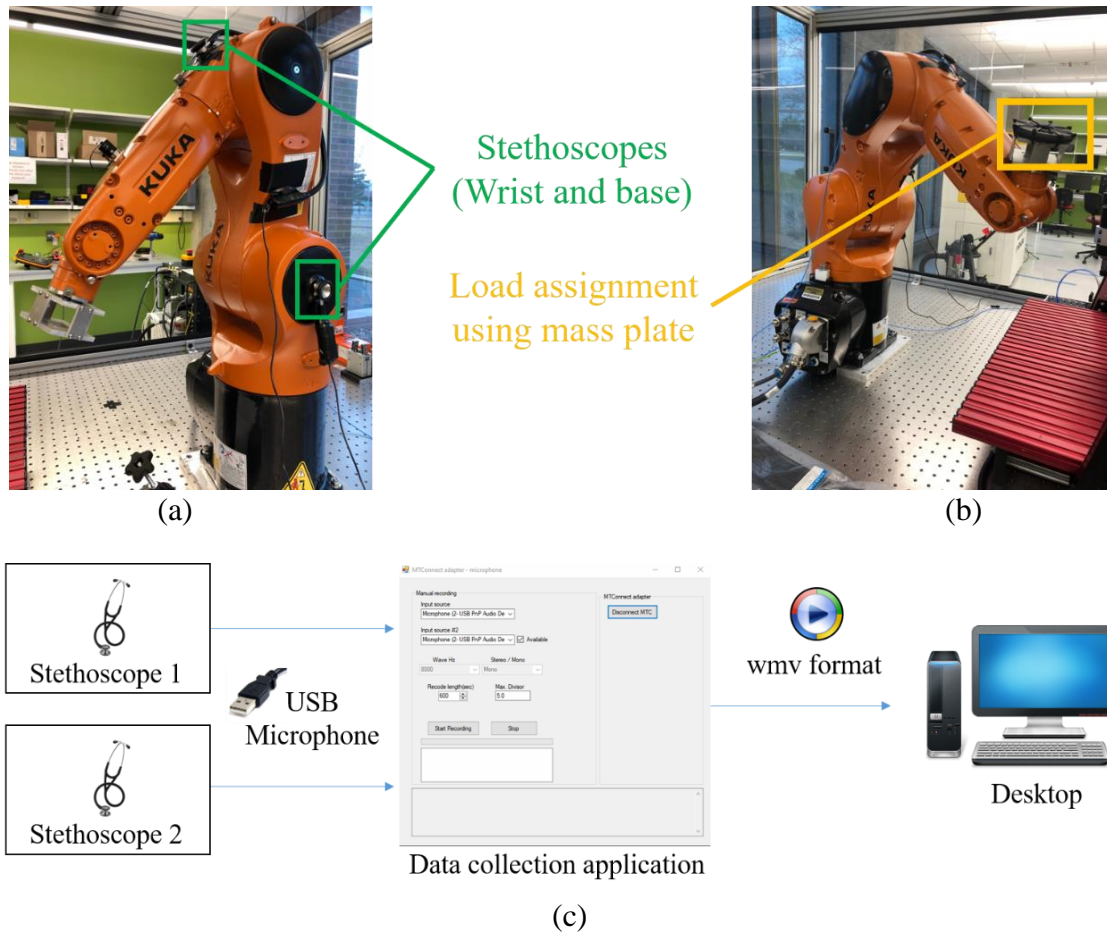 KUKA
KUKA
Stethoscopes
(Wrist and base)
Load assignment
using mass plate
KUKA
KUKA
(a)
(b)
Stethoscope 1
Stethoscope 2
USB
Microphone
MTConnect adapter - microphone
Manual recording
Input source
Microphone (2- USB PnP Audio De
Input source #2
Microphone (2- USB PnP Audio De
Available
Wave Hz
Stereo / Mono
8000
Mono
Recode length(sec)
Max. Divisor
600
5.0
Start Recording
Stop
MTConnect adapter
Disconnect MTC
Data collection application
wmv format
Desktop
(c)